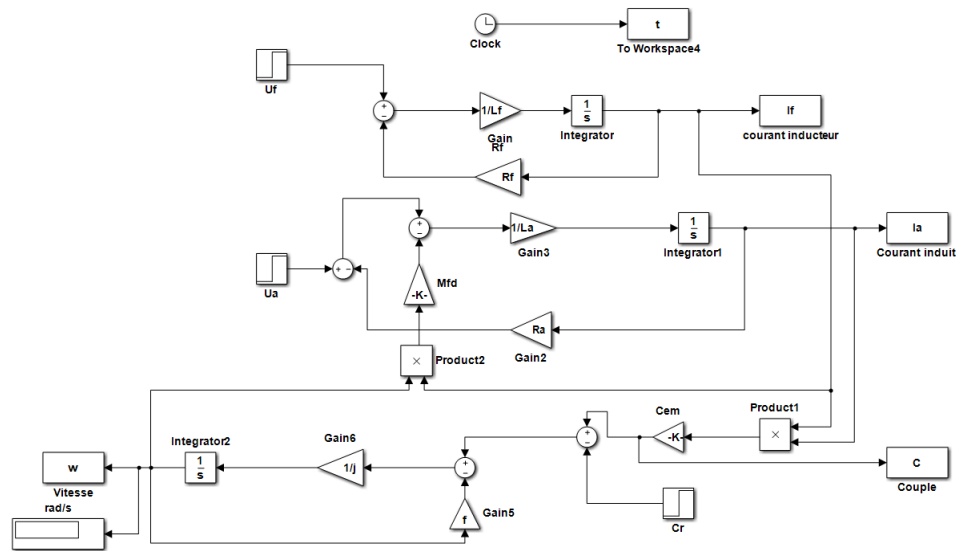 t
Clock
To Workspace4
Uf
+
−
1/Lf
1
s
If
Gain
Integrator
courant inducteur
Rf
Rf
+
−
1/La
1
s
Ia
Gain3
Integrator1
Courant induit
+ −
Ua
Mfd
-K-
Ra
Gain2
×
Product2
Cem
Product1
+
−
-K-
×
Integrator2
Gain6
w
1
s
1/j
+
−
C
Vitesse
Couple
rad/s
f
Gain5
Cr